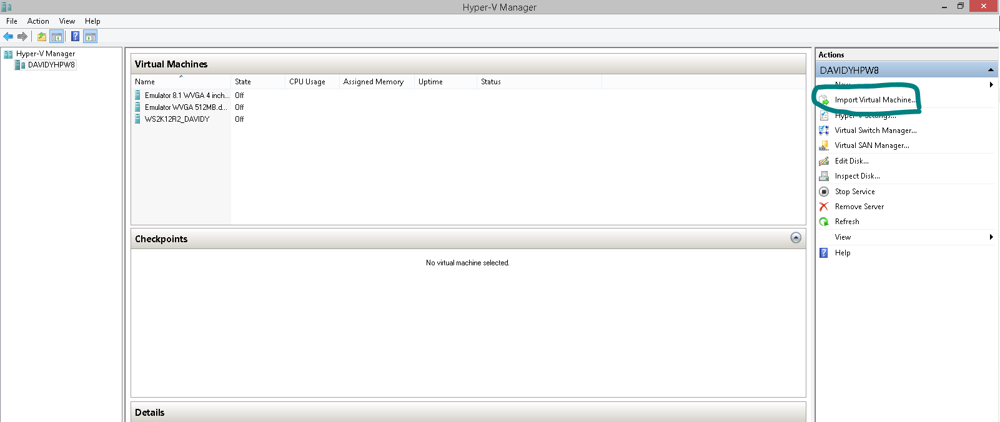 Hyper-V Manager
File Action View Help
Hyper-V Manager
DAVIDYHPW8
Virtual Machines
Name State CPU Usage Assigned Memory Uptime Status
Emulator 8.1 WVGA 4 inch... Off
Emulator WVGA 512MB.d... Off
WS2K12R2_DAVIDY Off
Checkpoints
No virtual machine selected.
Details
Actions
DAVIDYHPW8
New
Import Virtual Machine...
Hyper-V Settings...
Virtual Switch Manager...
Virtual SAN Manager...
Edit Disk...
Inspect Disk...
Stop Service
Remove Server
Refresh
View
Help